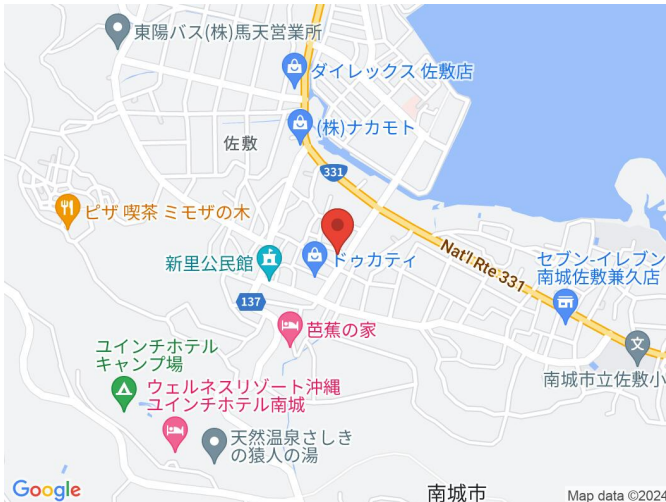 東陽バス(株)馬天営業所
ダイレックス 佐敷店
(株)ナカモト
佐敷
331
ピザ 喫茶 ミモザの木
新里公民館
ドゥカティ
Nat'l Rte 331
セブン-イレブン
南城佐敷兼久店
137
芭蕉の家
ユインチホテル
キャンプ場
南城市立佐敷小
ウェルネスリゾート沖縄
ユインチホテル南城
天然温泉さしき
の猿人の湯
Google
南城市
Map data ©2024